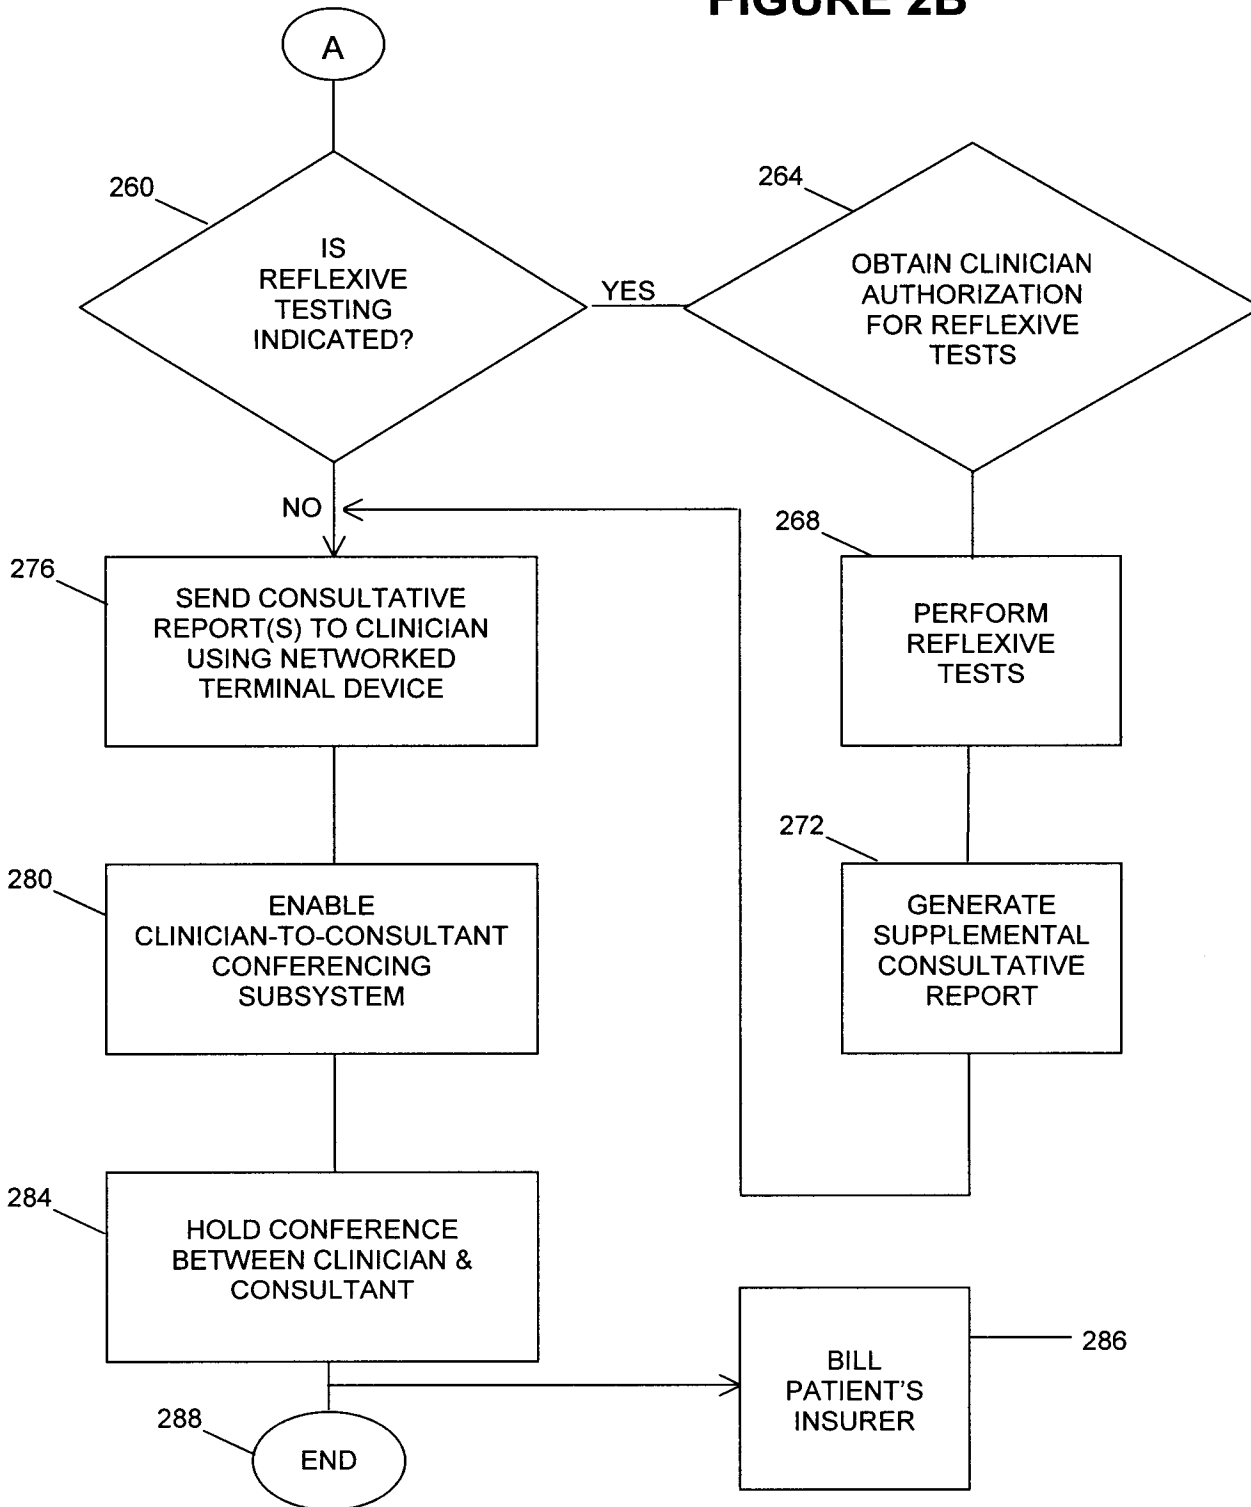 FIGURE 2B
A
260
IS
REFLEXIVE
TESTING
INDICATED?
YES
264
OBTAIN CLINICIAN
AUTHORIZATION
FOR REFLEXIVE
TESTS
NO
268
PERFORM
REFLEXIVE
TESTS
276
SEND CONSULTATIVE
REPORT(S) TO CLINICIAN
USING NETWORKED
TERMINAL DEVICE
272
GENERATE
SUPPLEMENTAL
CONSULTATIVE
REPORT
280
ENABLE
CLINICIAN-TO-CONSULTANT
CONFERENCING
SUBSYSTEM
284
HOLD CONFERENCE
BETWEEN CLINICIAN &
CONSULTANT
286
BILL
PATIENT'S
INSURER
288
END